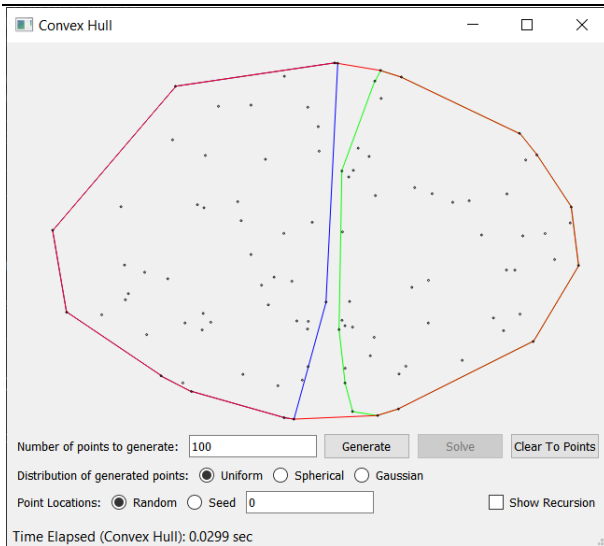 Convex Hull
Number of points to generate: 100 Generate Solve Clear To Points
Distribution of generated points: Uniform Spherical Gaussian
Point Locations: Random Seed 0 Show Recursion
Time Elapsed (Convex Hull): 0.0299 sec